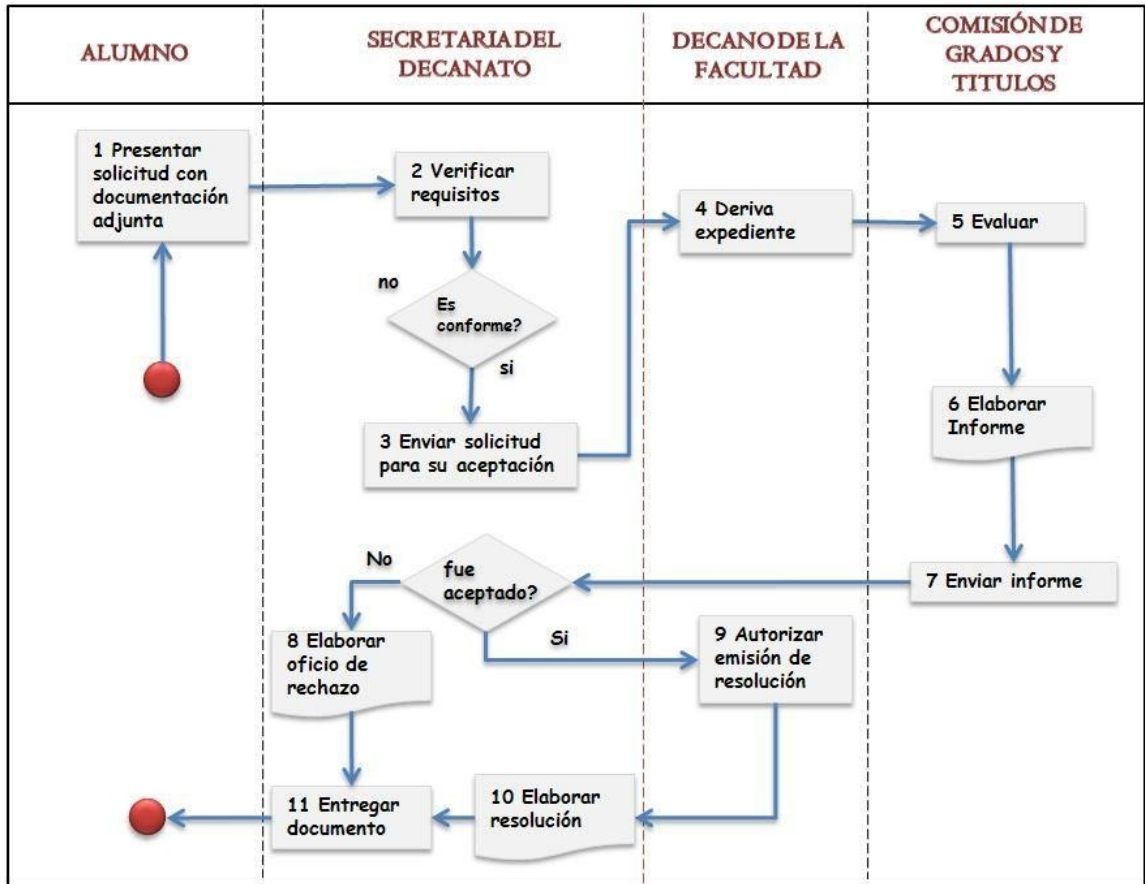 ALUMNO
SECRETARIA DEL
DECANATO
DECANO DE LA
FACULTAD
COMISIÓN DE
GRADOS Y
TITULOS
1 Presentar
solicitud con
documentación
adjunta
2 Verificar
requisitos
4 Deriva
expediente
5 Evaluar
no
Es
conforme?
si
3 Enviar solicitud
para su aceptación
6 Elaborar
Informe
No
fue
aceptado?
Si
7 Enviar informe
8 Elaborar
oficio de
rechazo
9 Autorizar
emisión de
resolución
11 Entregar
documento
10 Elaborar
resolución